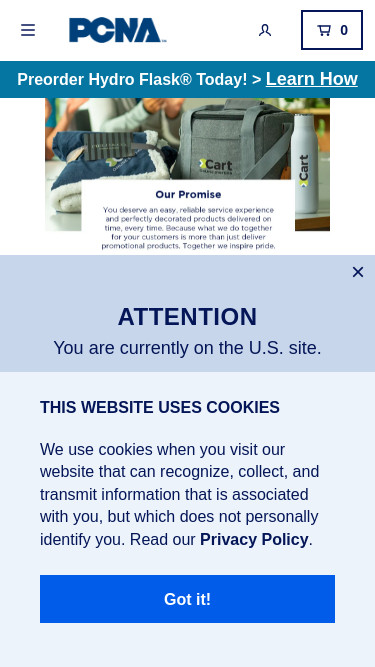 PCNA
0
Preorder Hydro Flask® Today! > Learn How
Cart
Cart
Our Promise
You deserve an easy, reliable service experience
and perfectly decorated products delivered on
time, every time. Because what we do together
for your customers is more than just deliver
promotional products. Together we inspire pride.
×
ATTENTION
You are currently on the U.S. site.
THIS WEBSITE USES COOKIES
We use cookies when you visit our
website that can recognize, collect, and
transmit information that is associated
with you, but which does not personally
identify you. Read our Privacy Policy.
Got it!